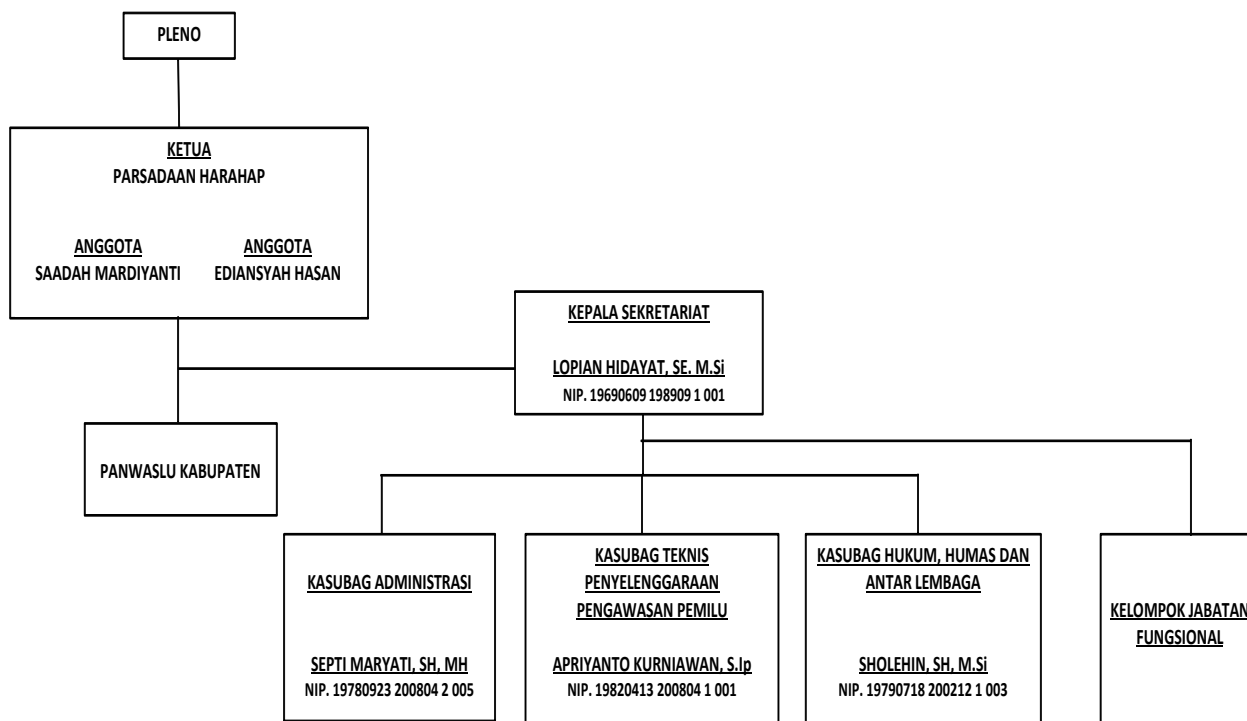 PLENO
KETUA
PARSADAAN HARAHAP
ANGGOTA
SAADAH MARDIYANTI
ANGGOTA
EDIANSYAH HASAN
KEPALA SEKRETARIAT
LOPIAN HIDAYAT, SE. M.Si
NIP. 19690609 198909 1 001
PANWASLU KABUPATEN
KASUBAG ADMINISTRASI
SEPTI MARYATI, SH, MH
NIP. 19780923 200804 2 005
KASUBAG TEKNIS
PENYELENGGARAAN
PENGAWASAN PEMILU
APRIYANTO KURNIAWAN, S.Ip
NIP. 19820413 200804 1 001
KASUBAG HUKUM, HUMAS DAN
ANTAR LEMBAGA
SHOLEHIN, SH, M.Si
NIP. 19790718 200212 1 003
KELOMPOK JABATAN
FUNGSIONAL